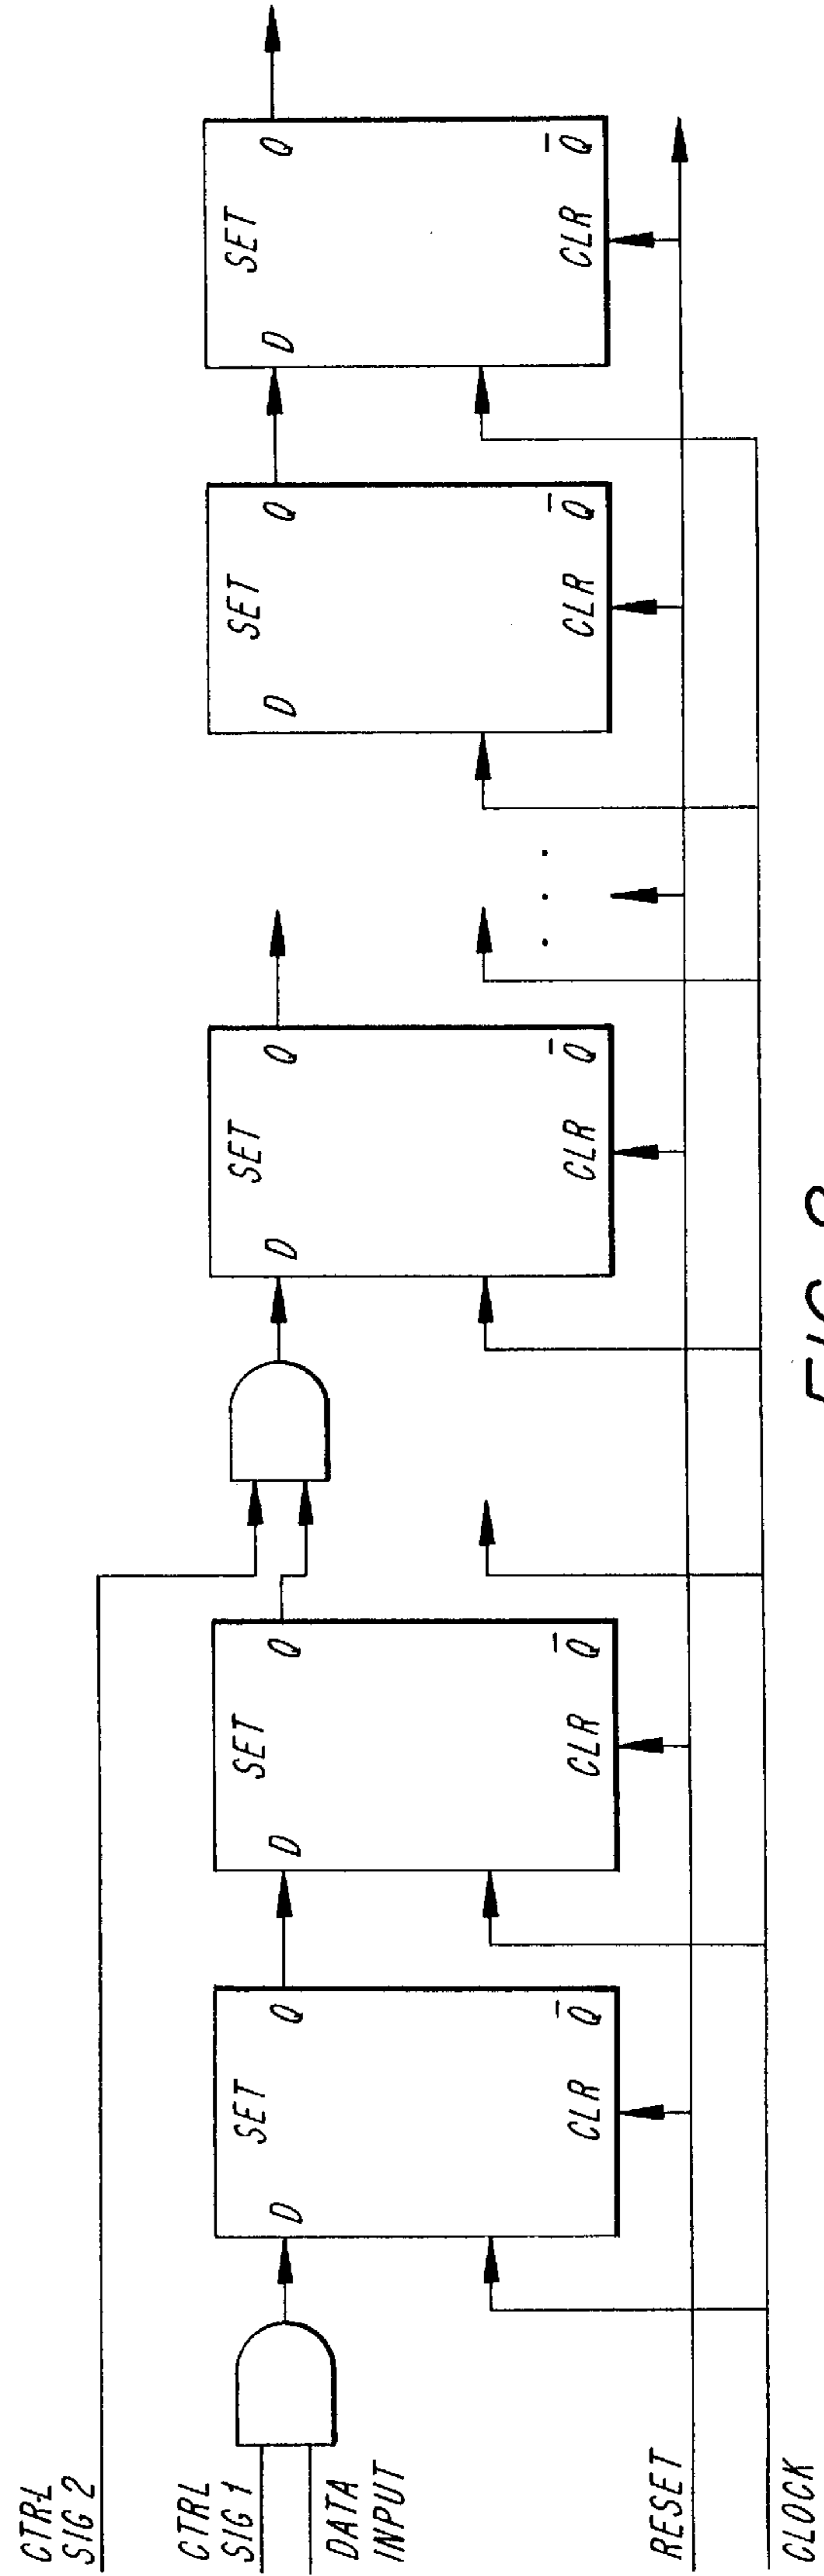 CTRL
SIG 2
CTRL
SIG 1
DATA
INPUT
RESET
CLOCK
D
SET
Q
CLR
Q̅
D
SET
Q
CLR
Q̅
D
SET
Q
CLR
Q̅
. . .
D
SET
Q
CLR
Q̅
D
SET
Q
CLR
Q̅
FIG.